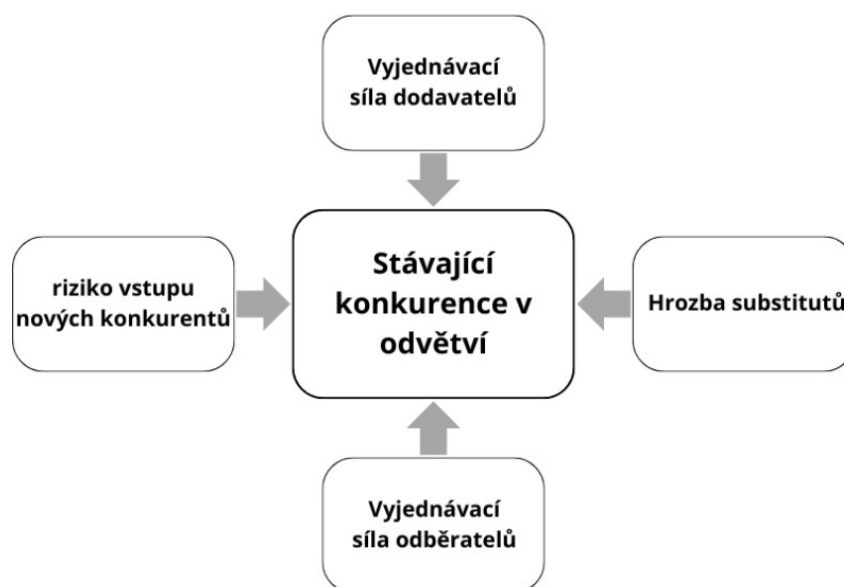 Vyjednávací
síla dodavatelů
riziko vstupu
nových konkurentů
Stávající
konkurence v
odvětví
Hrozba substitutů
Vyjednávací
síla odběratelů